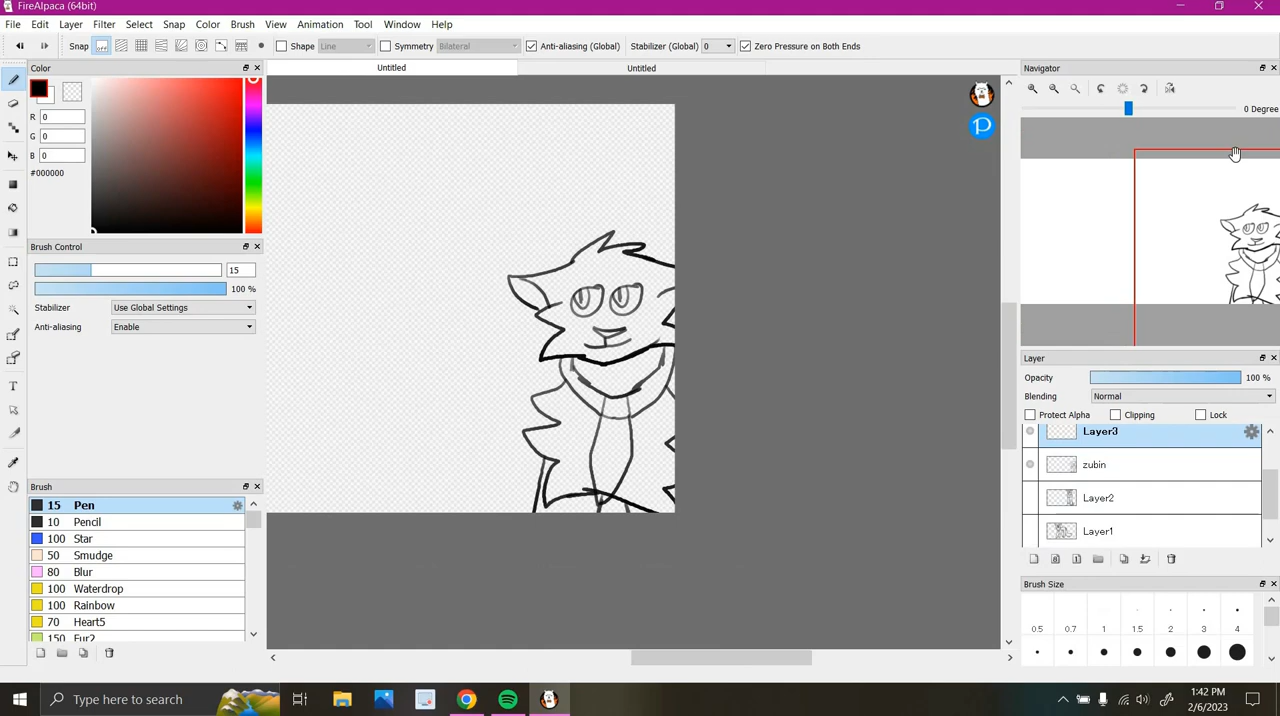 FireAlpaca (64bit)
File Edit Layer Filter Select Snap Color Brush View Animation Tool Window Help
Snap Shape Line Symmetry Bilateral Anti-aliasing (Global) Stabilizer (Global) 0 Zero Pressure on Both Ends
Color
Untitled Untitled
Navigator
R 0
G 0
B 0
#000000
0 Degree
Brush Control
15
100 %
Stabilizer Use Global Settings
Anti-aliasing Enable
Layer
Opacity 100 %
Blending Normal
Protect Alpha Clipping Lock
Layer3
zubin
Layer2
Layer1
Brush
15 Pen
10 Pencil
100 Star
50 Smudge
80 Blur
100 Waterdrop
100 Rainbow
70 Heart5
150 Fur2
Brush Size
0.5 0.7 1 1.5 2 3 4
Type here to search
1:42 PM
2/6/2023